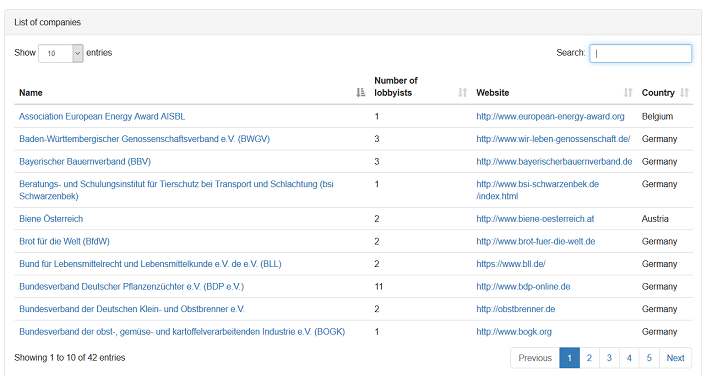 List of companies
Show 10 entries Search:
Name Number of lobbyists Website Country
Association European Energy Award AISBL 1 http://www.european-energy-award.org Belgium
Baden-Württembergischer Genossenschaftsverband e.V. (BWGV) 3 http://www.wir-leben-genossenschaft.de/ Germany
Bayerischer Bauernverband (BBV) 3 http://www.bayerischerbauernverband.de Germany
Beratungs- und Schulungsinstitut für Tierschutz bei Transport und Schlachtung (bsi 1 http://www.bsi-schwarzenbek.de Germany
Schwarzenbek) /index.html
Biene Österreich 2 http://www.biene-oesterreich.at Austria
Brot für die Welt (BfdW) 2 http://www.brot-fuer-die-welt.de Germany
Bund für Lebensmittelrecht und Lebensmittelkunde e.V. de e.V. (BLL) 2 https://www.bll.de/ Germany
Bundesverband Deutscher Pflanzenzüchter e.V. (BDP e.V.) 11 http://www.bdp-online.de Germany
Bundesverband der Deutschen Klein- und Obstbrenner e.V. 2 http://obstbrenner.de Germany
Bundesverband der obst-, gemüse- und kartoffelverarbeitenden Industrie e.V. (BOGK) 1 http://www.bogk.org Germany
Showing 1 to 10 of 42 entries Previous 1 2 3 4 5 Next